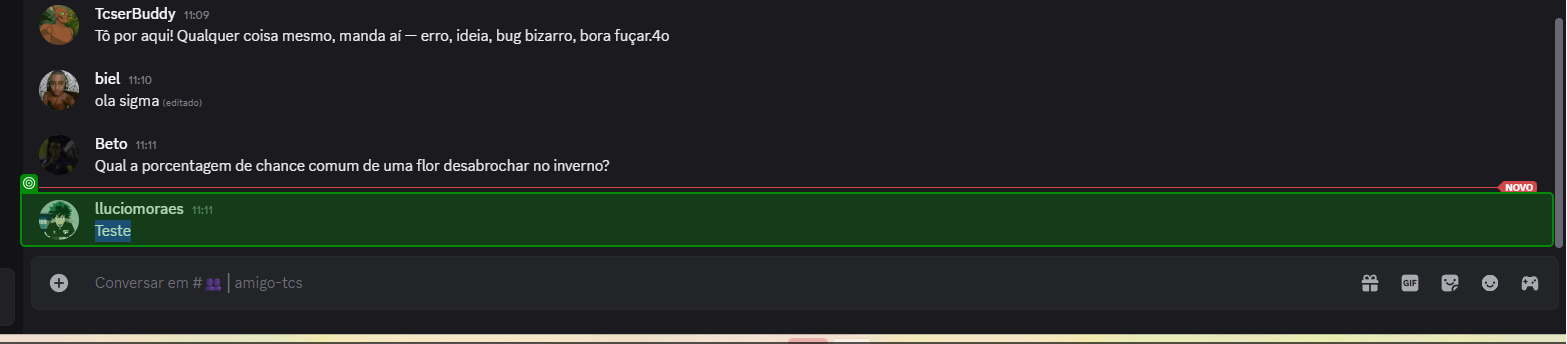 TcserBuddy 11:09
Tô por aqui! Qualquer coisa mesmo, manda aí — erro, ideia, bug bizarro, bora fuçar.4o
biel 11:10
ola sigma (editado)
Beto 11:11
Qual a porcentagem de chance comum de uma flor desabrochar no inverno?
NOVO
lluciomoraes 11:11
Teste
Conversar em #👥 | amigo-tcs
GIF